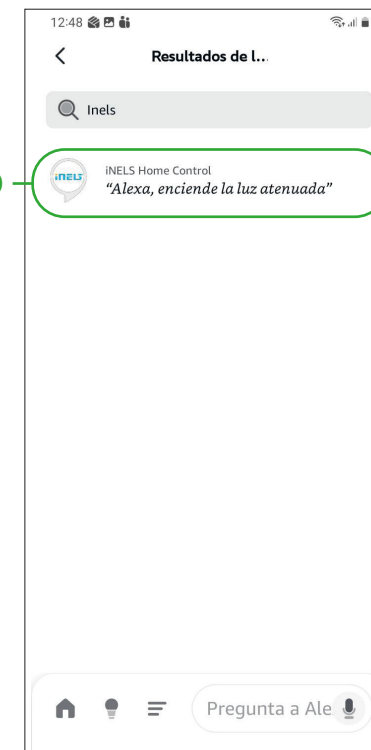 12:48
Resultados de l...
Inels
iNELS
iNELS Home Control
“Alexa, enciende la luz atenuada”
Pregunta a Ale